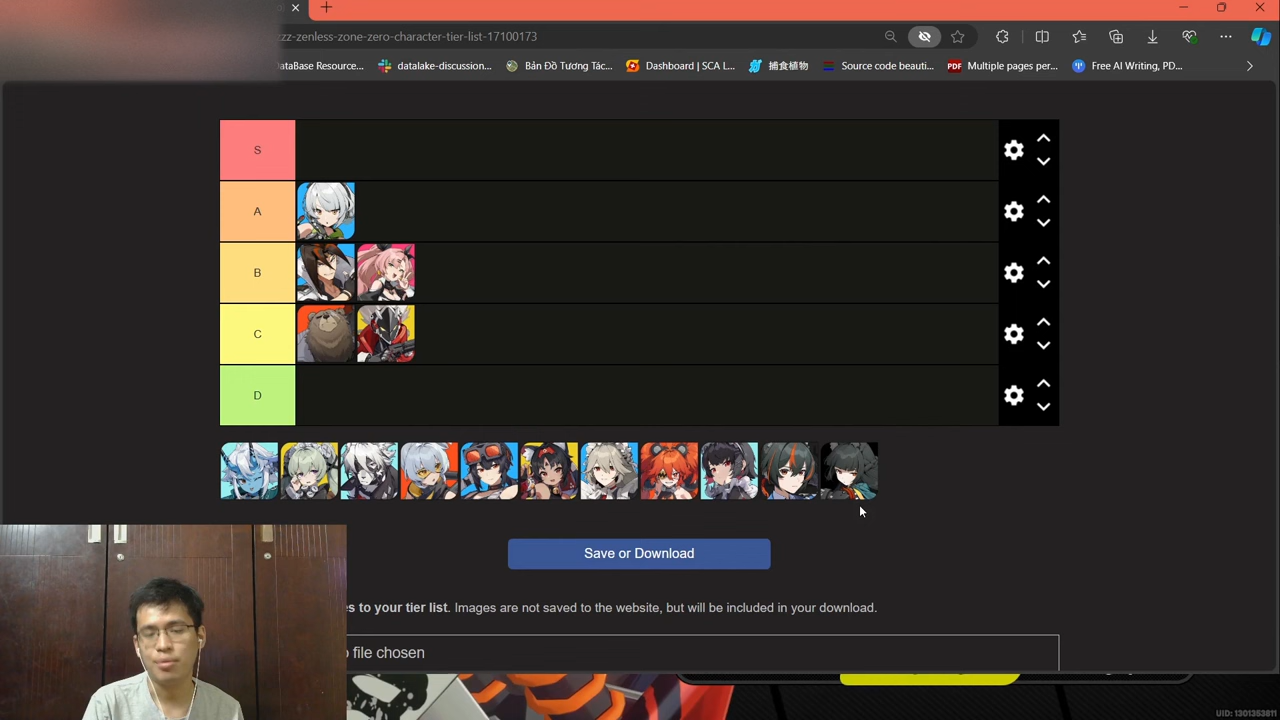 zzz-zenless-zone-zero-character-tier-list-17100173
DataBase Resource... datalake-discussion... Bản Đồ Tương Tác... Dashboard | SCA L... 捕食植物 Source code beauti... PDF Multiple pages per... Free AI Writing, PD...
S
A
B
C
D
Save or Download
es to your tier list. Images are not saved to the website, but will be included in your download.
o file chosen
UID: 1301353811